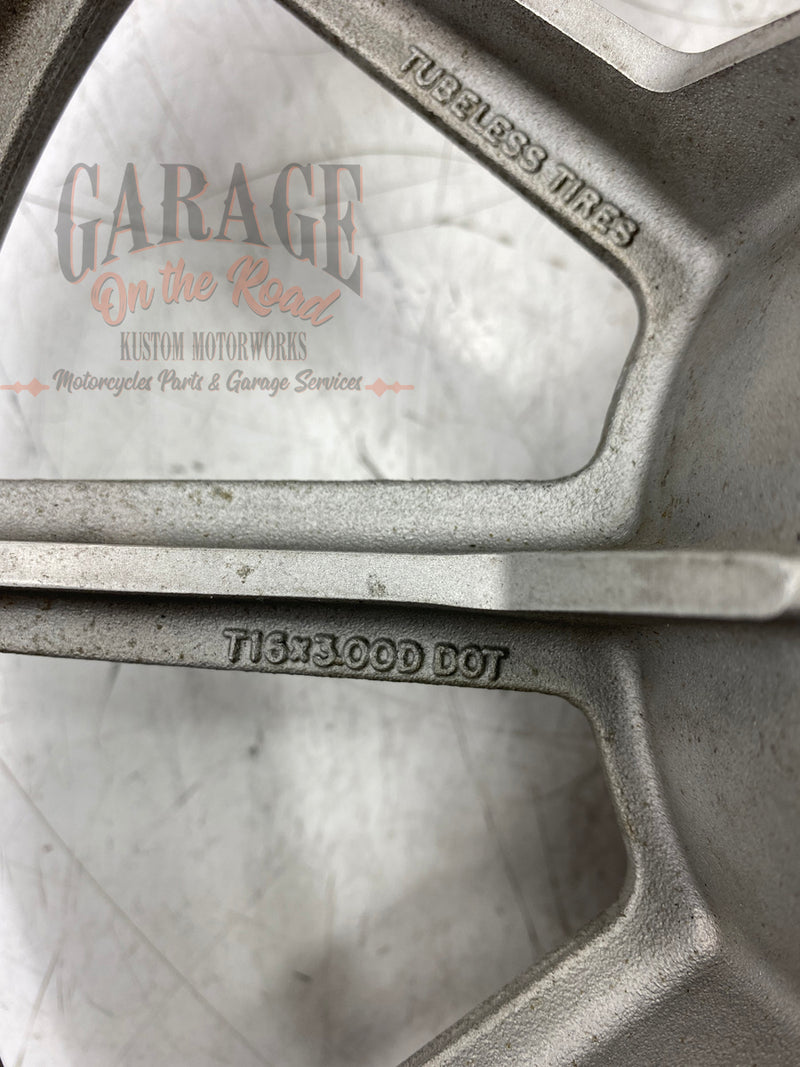 TUBELESS TIRES
GARAGE
On the Road
KUSTOM MOTORWORKS
Motorcycles Parts & Garage Services
T16x3.00D DOT